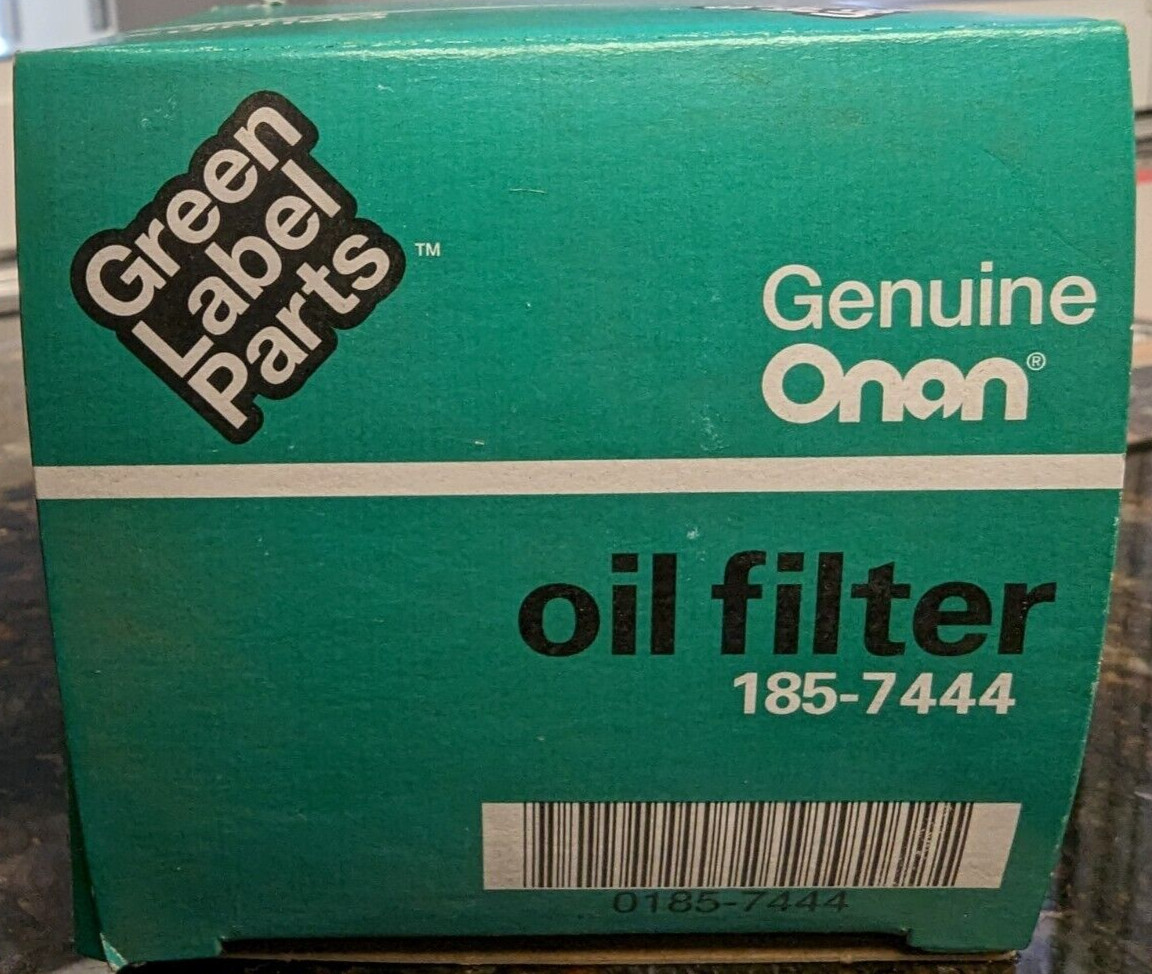 Green
Label
Parts
TM
Genuine
Onan®
oil filter
185-7444
0185-7444